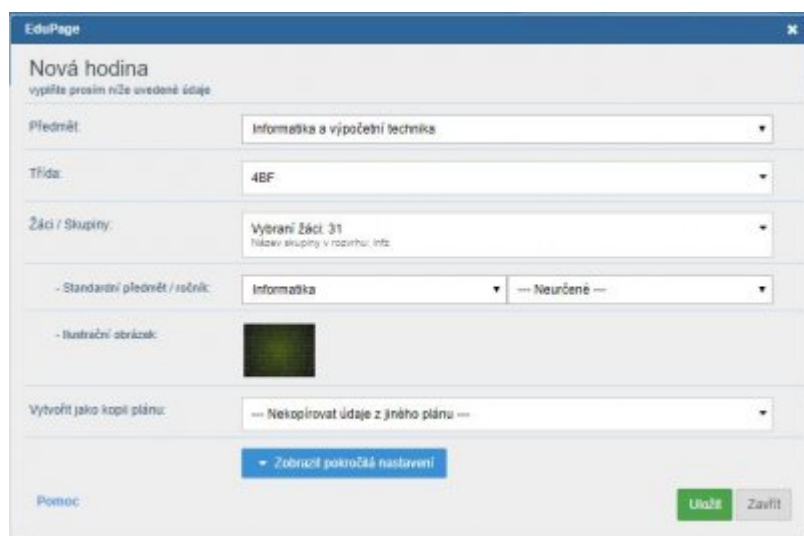 EduPage
Nová hodina
vyplňte prosím níže uvedené údaje
Předmět:
Informatika a výpočetní technika
Třída:
4BF
Žáci / Skupiny:
Vybraní žáci: 31
Název skupiny v rozvrhu: infz
- Standardní předmět / ročník:
Informatika
--- Neurčené ---
- Ilustrační obrázek:
Vytvořit jako kopii plánu:
--- Nekopírovat údaje z jiného plánu ---
Zobrazit pokročilá nastavení
Pomoc
Uložit
Zavřít